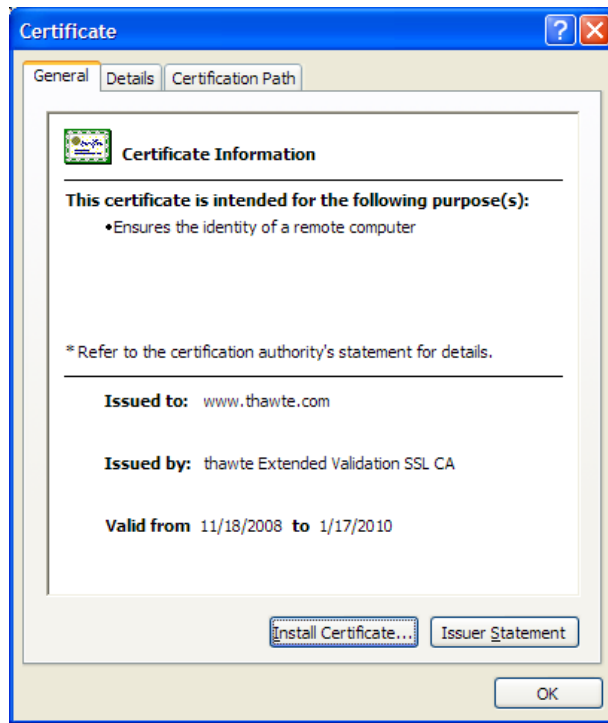 Certificate
General Details Certification Path
Certificate Information
This certificate is intended for the following purpose(s):
•Ensures the identity of a remote computer
* Refer to the certification authority's statement for details.
Issued to: www.thawte.com
Issued by: thawte Extended Validation SSL CA
Valid from 11/18/2008 to 1/17/2010
Install Certificate... Issuer Statement
OK